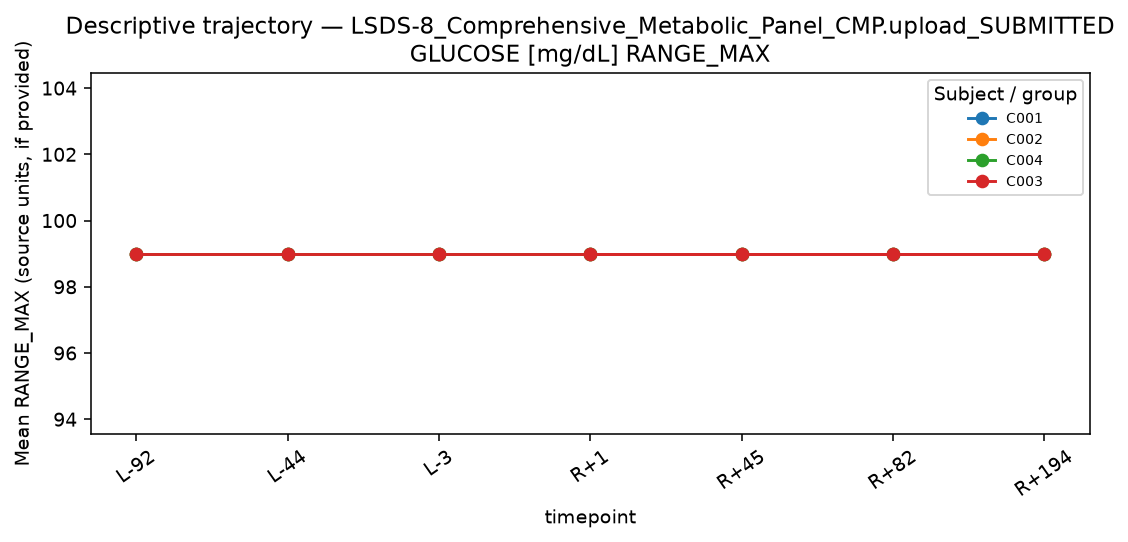 Descriptive trajectory — LSDS-8_Comprehensive_Metabolic_Panel_CMP.upload_SUBMITTED
GLUCOSE [mg/dL] RANGE_MAX
Mean RANGE_MAX (source units, if provided)
104
102
100
98
96
94
Subject / group
C001
C002
C004
C003
L-92
L-44
L-3
R+1
R+45
R+82
R+194
timepoint